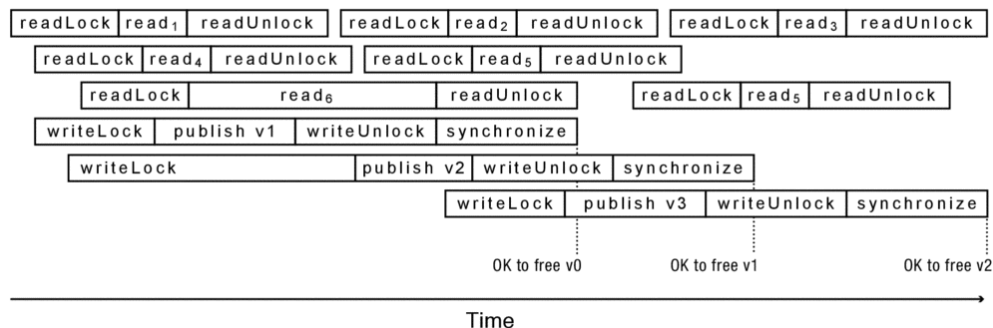 readLock read1 readUnlock readLock read2 readUnlock readLock read3 readUnlock
readLock read4 readUnlock readLock read5 readUnlock
readLock read6 readUnlock readLock read5 readUnlock
writeLock publish v1 writeUnlock synchronize
writeLock publish v2 writeUnlock synchronize
writeLock publish v3 writeUnlock synchronize
OK to free v0 OK to free v1 OK to free v2
Time